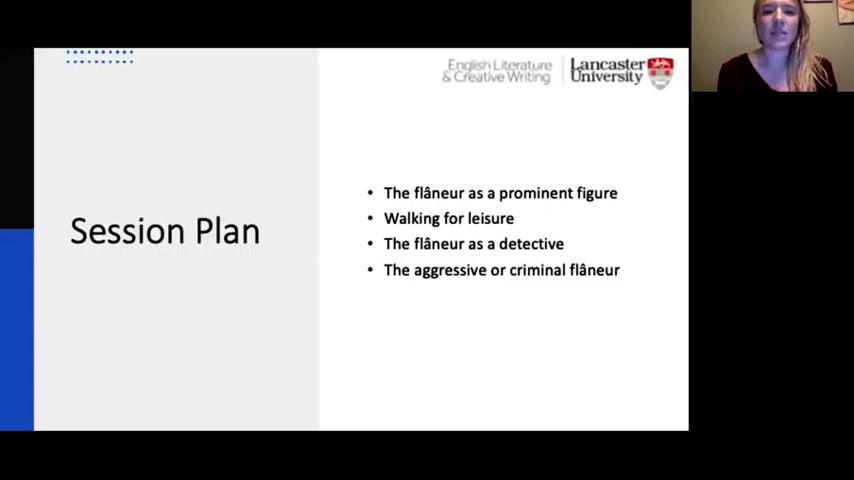 English Literature
& Creative Writing
Lancaster
University
Session Plan
• The flâneur as a prominent figure
• Walking for leisure
• The flâneur as a detective
• The aggressive or criminal flâneur